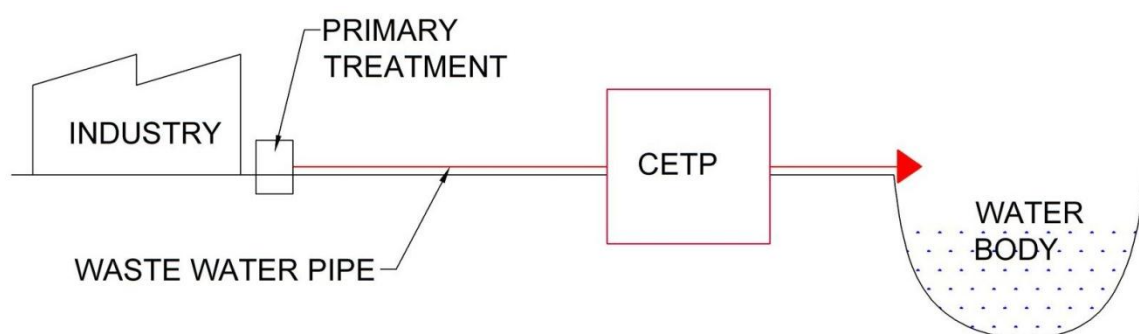 PRIMARY
TREATMENT
INDUSTRY
CETP
WASTE WATER PIPE
WATER
BODY